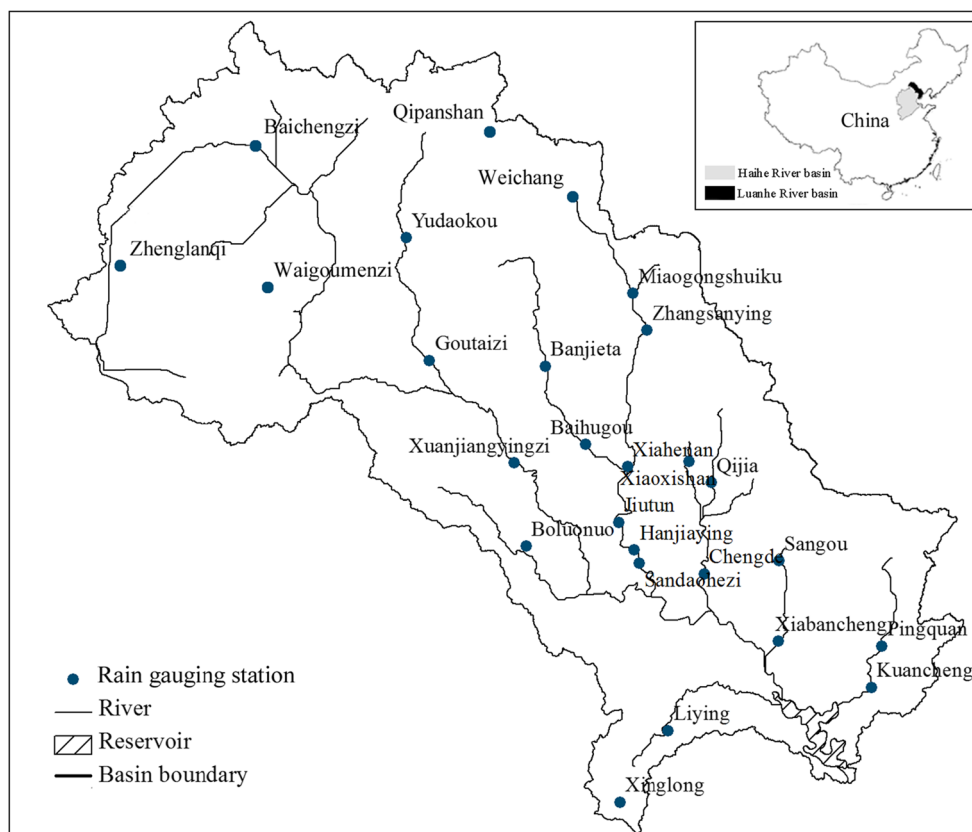 Baichengzi
Qipanshan
Weichang
China
Haihe River basin
Luanhe River basin
Yudaokou
Zhenglanqi
Waigoumenzi
Miaogongshuiku
Zhangsanying
Goutaizi
Banjieta
Baihugou
Xuanjiangyingzi
Xiahenan
Qijia
Xiaoxishan
Liutun
Boluonuo
Hanjiaying
Sangou
Chengde
Sandaohezi
Xiabancheng
Pingquan
Kuancheng
Liying
Xinglong
Rain gauging station
River
Reservoir
Basin boundary